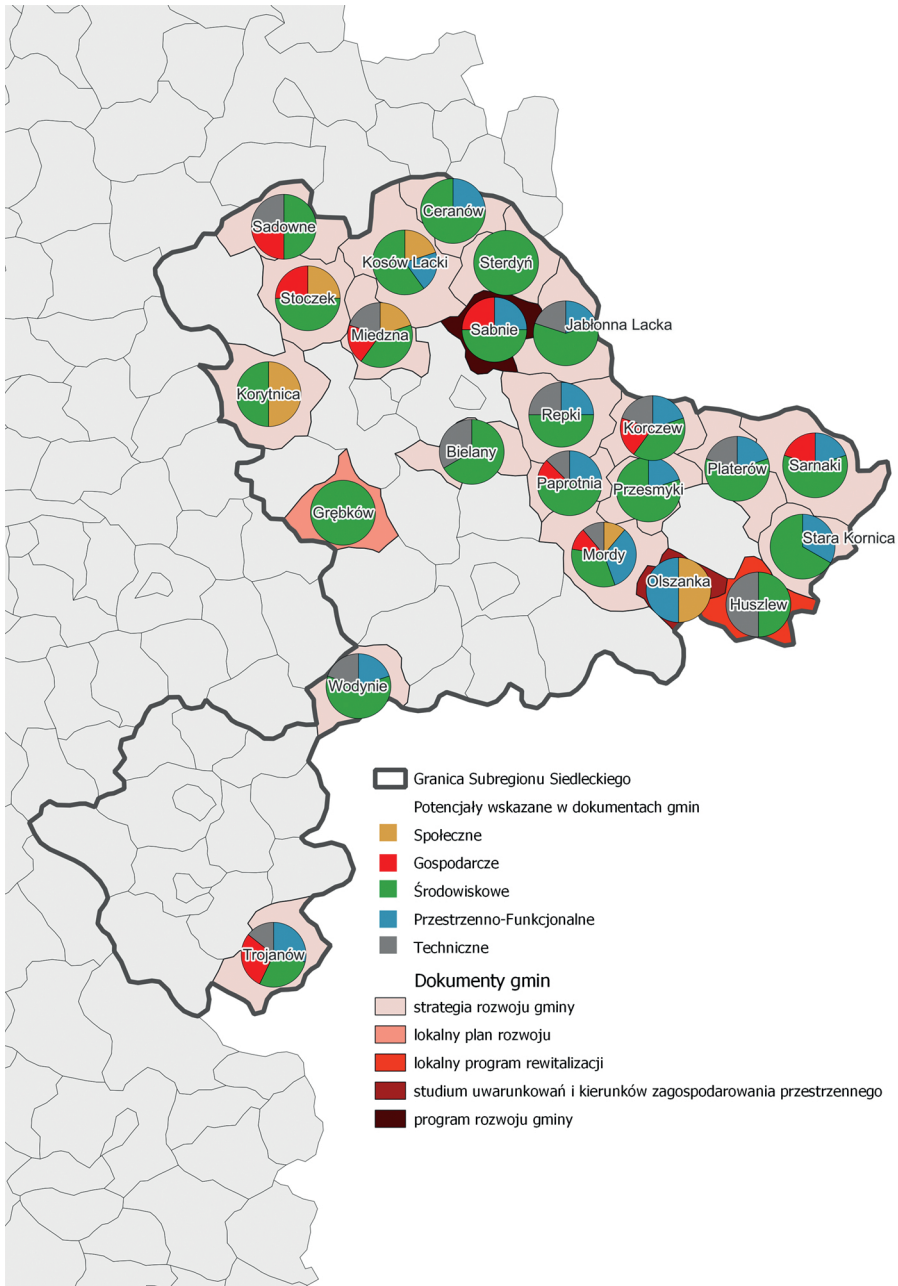 Ceranów
Sadowne
Kosów Lacki
Sterdyń
Stoczek
Miedzna
Sabnie
Jabłonna Lacka
Korytnica
Repki
Korczew
Bielany
Platerów
Sarnaki
Paprotnia
Przesmyki
Grębków
Stara Kornica
Mordy
Olszanka
Huszlew
Wodynie
Trojanów
Granica Subregionu Siedleckiego
Potencjały wskazane w dokumentach gmin
Społeczne
Gospodarcze
Środowiskowe
Przestrzenno-Funkcjonalne
Techniczne
Dokumenty gmin
strategia rozwoju gminy
lokalny plan rozwoju
lokalny program rewitalizacji
studium uwarunkowań i kierunków zagospodarowania przestrzennego
program rozwoju gminy